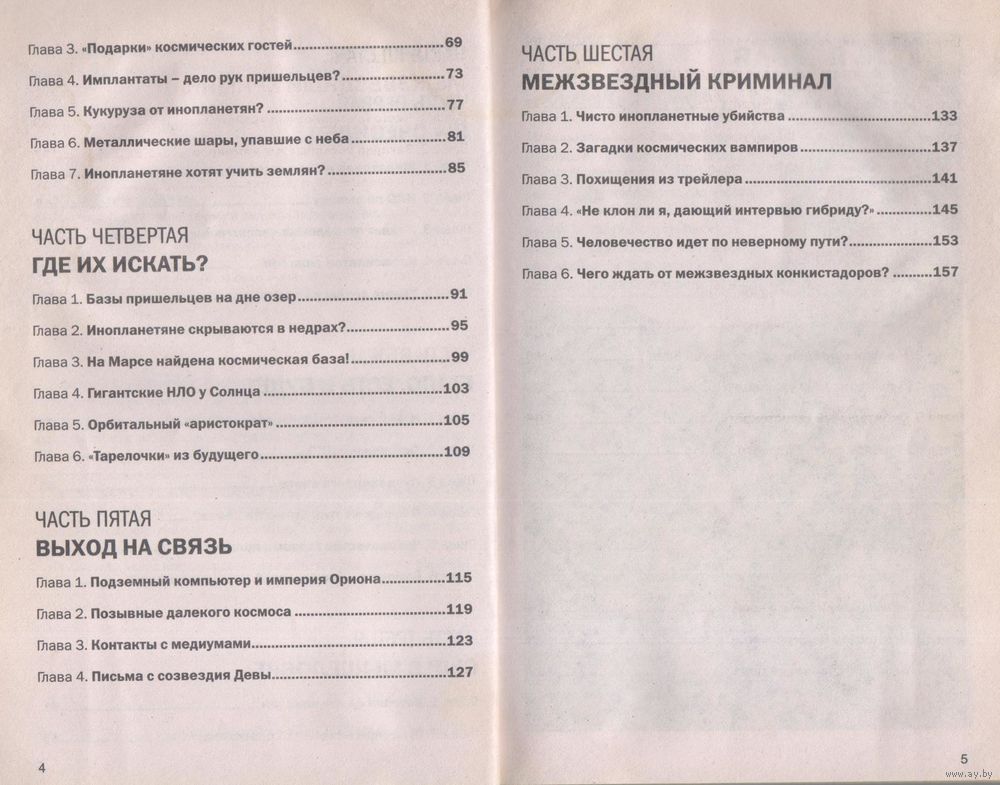 Глава 3. «Подарки» космических гостей....................................69
Глава 4. Имплантаты – дело рук пришельцев?........................73
Глава 5. Кукуруза от инопланетян? ..........................................77
Глава 6. Металлические шары, упавшие с неба ......................81
Глава 7. Инопланетяне хотят учить землян?............................85
ЧАСТЬ ЧЕТВЕРТАЯ
ГДЕ ИХ ИСКАТЬ?
Глава 1. Базы пришельцев на дне озер....................................91
Глава 2. Инопланетяне скрываются в недрах?.........................95
Глава 3. На Марсе найдена космическая база!........................99
Глава 4. Гигантские НЛО у Солнца ..........................................103
Глава 5. Орбитальный «аристократ» ........................................105
Глава 6. «Тарелочки» из будущего............................................109
ЧАСТЬ ПЯТАЯ
ВЫХОД НА СВЯЗЬ
Глава 1. Подземный компьютер и империя Ориона...............115
Глава 2. Позывные далекого космоса ....................................119
Глава 3. Контакты с медиумами..............................................123
Глава 4. Письма с созвездия Девы..........................................127
4
ЧАСТЬ ШЕСТАЯ
МЕЖЗВЕЗДНЫЙ КРИМИНАЛ
Глава 1. Чисто инопланетные убийства ..................................133
Глава 2. Загадки космических вампиров ................................137
Глава 3. Похищения из трейлера ............................................141
Глава 4. «Не клон ли я, дающий интервью гибриду?».............145
Глава 5. Человечество идет по неверному пути?...................153
Глава 6. Чего ждать от межзвездных конкистадоров? ..........157
5
www.ay.by